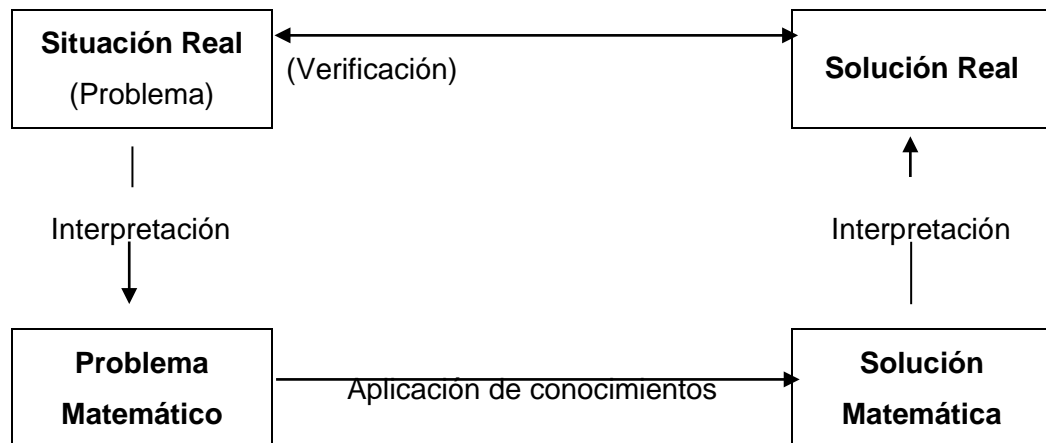 Situación Real
(Problema)
(Verificación)
Solución Real
Interpretación
Interpretación
Problema
Matemático
Aplicación de conocimientos
Solución
Matemática